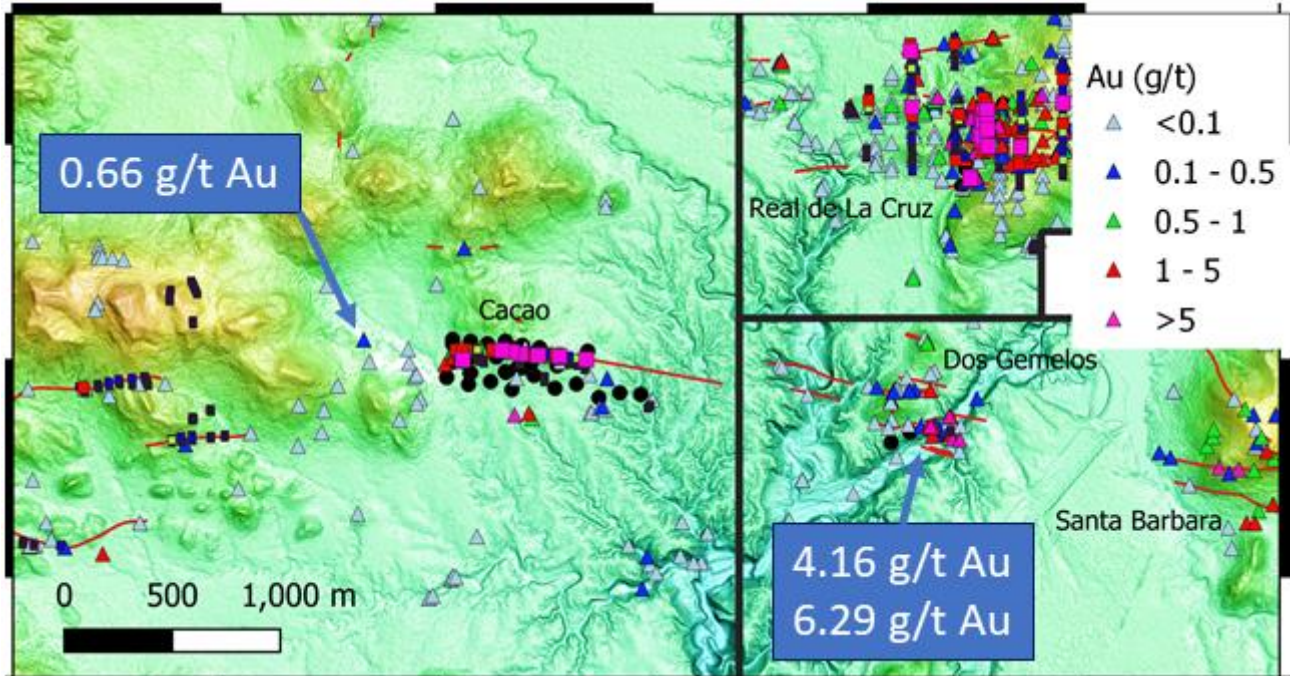 0.66 g/t Au
Cacao
0 500 1,000 m
Real de La Cruz
Au (g/t)
<0.1
0.1 - 0.5
0.5 - 1
1 - 5
>5
Dos Gemelos
Santa Barbara
4.16 g/t Au
6.29 g/t Au